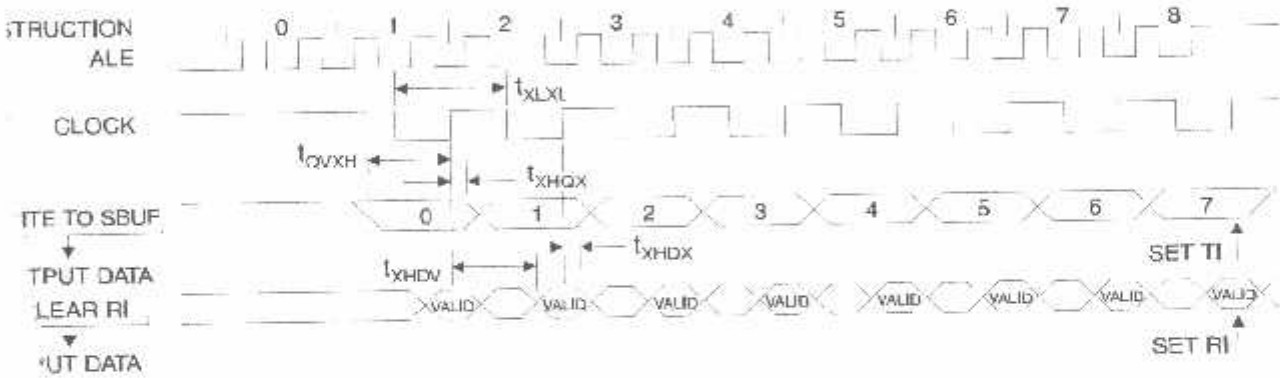 STRUCTION 0 1 2 3 4 5 6 7 8
ALE
tXLXL
CLOCK
tQVXH
tXHQX
ITE TO SBUF 0 1 2 3 4 5 6 7
tXHDV tXHDX SET TI
TPUT DATA
LEAR RI VALID VALID VALID VALID VALID VALID VALID VALID
SET RI
UT DATA